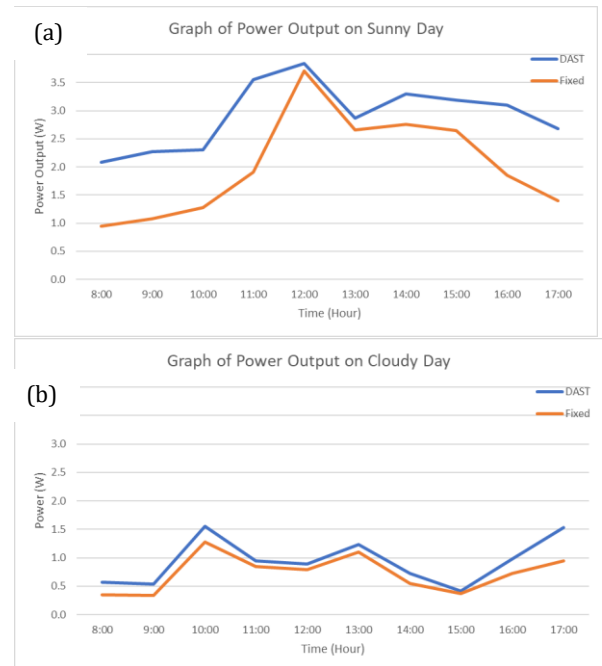 (a)
Graph of Power Output on Sunny Day
DAST
Fixed
Power Output (W)
3.5
3.0
2.5
2.0
1.5
1.0
0.5
0.0
8:00 9:00 10:00 11:00 12:00 13:00 14:00 15:00 16:00 17:00
Time (Hour)
Graph of Power Output on Cloudy Day
(b)
DAST
Fixed
Power (W)
3.0
2.5
2.0
1.5
1.0
0.5
0.0
8:00 9:00 10:00 11:00 12:00 13:00 14:00 15:00 16:00 17:00
Time (Hour)